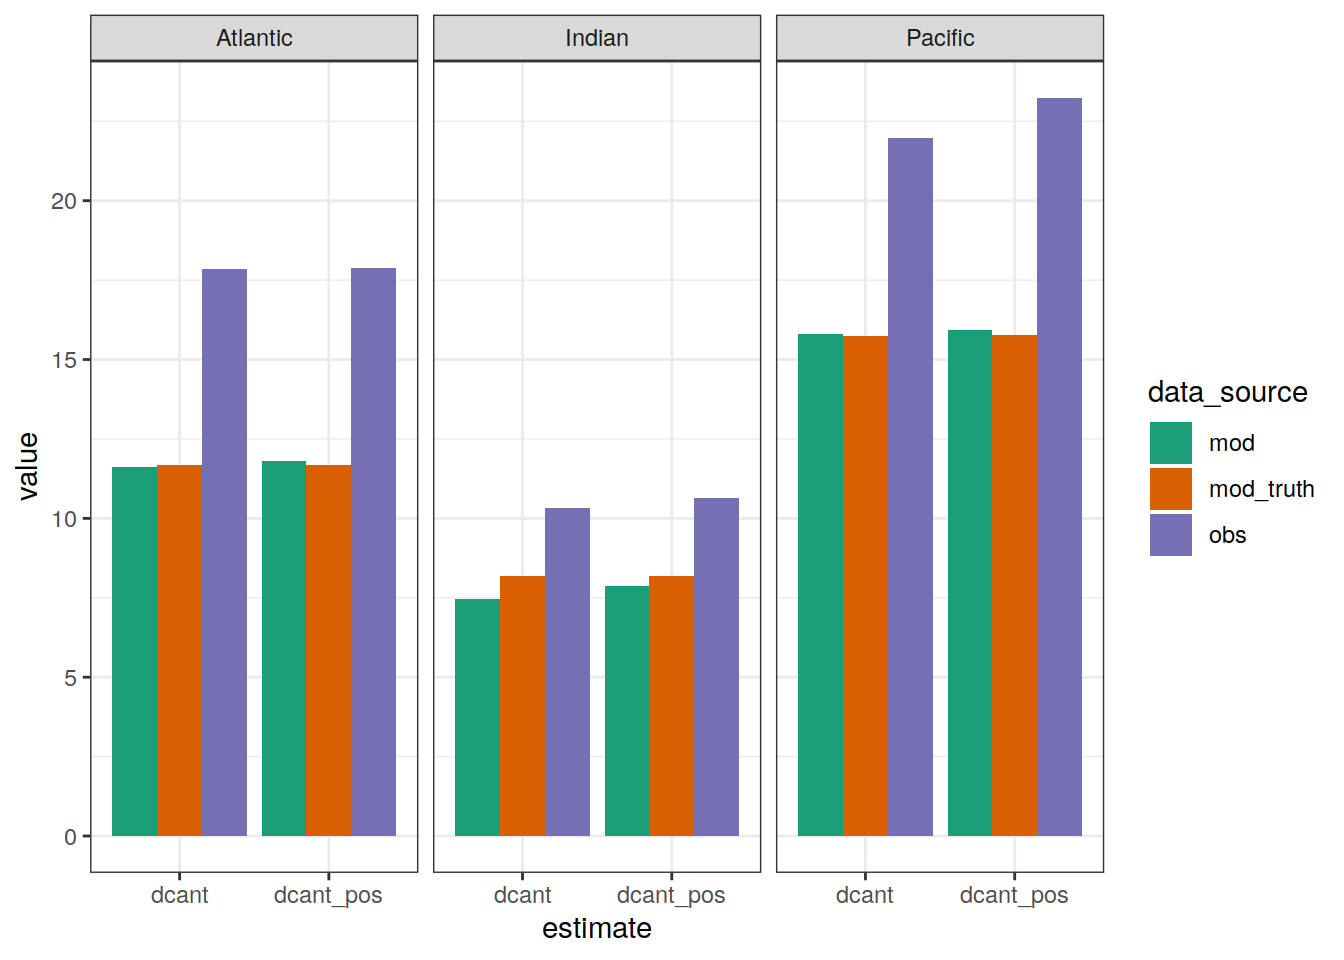 Atlantic Indian Pacific
20
15
10
5
0
value
dcant dcant_pos dcant dcant_pos dcant dcant_pos
estimate
data_source
mod
mod_truth
obs